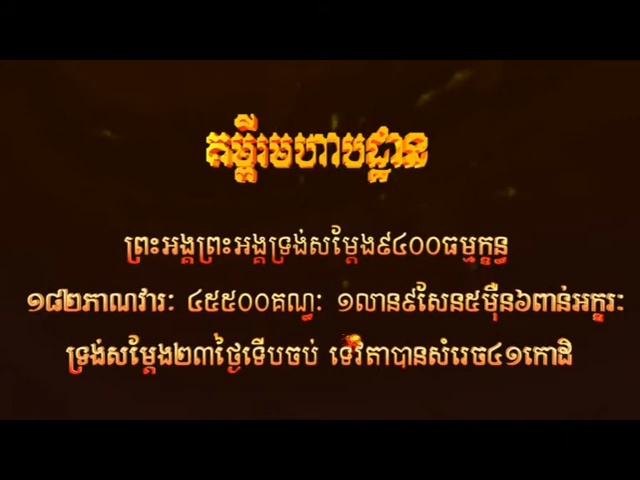 គម្ពីរមហាបដ្ឋាន
ព្រះអង្គព្រះអង្គទ្រង់សម្តែង៩៤០០ធម្មក្ខន្ធ
១៨២ភាណវារៈ ៤៥៥០០គណ្ឋៈ ១លាន៩សែន៥ម៉ឺន៦ពាន់អក្ខរៈ
ទ្រង់សម្តែង២៣ថ្ងៃទើបចប់ ទេវតាបានសំរេច៤១កោដិ